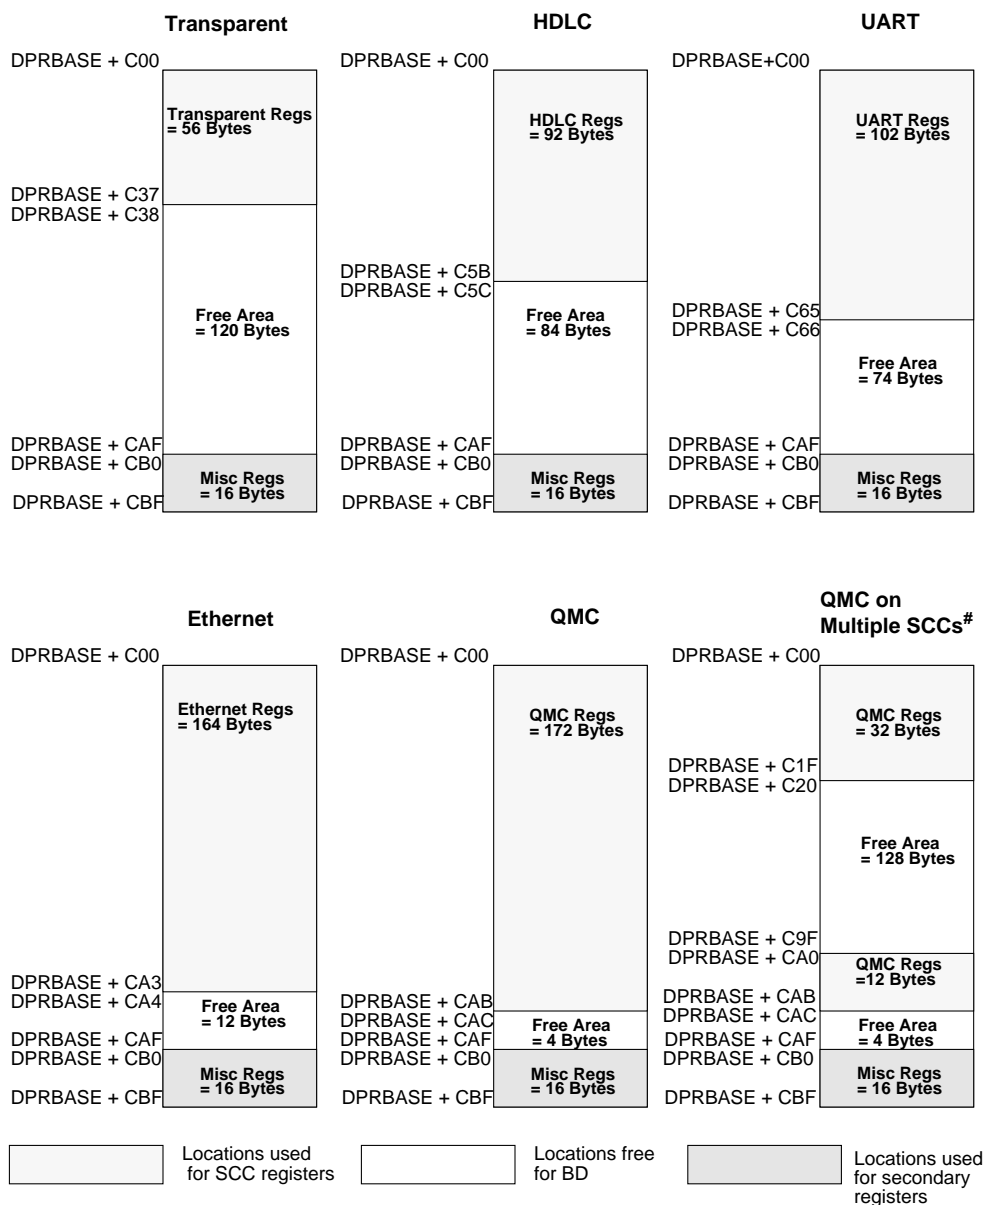 Transparent
DPRBASE + C00
Transparent Regs
= 56 Bytes
DPRBASE + C37
DPRBASE + C38
Free Area
= 120 Bytes
DPRBASE + CAF
DPRBASE + CB0
Misc Regs
= 16 Bytes
DPRBASE + CBF
HDLC
DPRBASE + C00
HDLC Regs
= 92 Bytes
DPRBASE + C5B
DPRBASE + C5C
Free Area
= 84 Bytes
DPRBASE + CAF
DPRBASE + CB0
Misc Regs
= 16 Bytes
DPRBASE + CBF
UART
DPRBASE+C00
UART Regs
= 102 Bytes
DPRBASE + C65
DPRBASE + C66
Free Area
= 74 Bytes
DPRBASE + CAF
DPRBASE + CB0
Misc Regs
= 16 Bytes
DPRBASE + CBF
Ethernet
DPRBASE + C00
Ethernet Regs
= 164 Bytes
DPRBASE + CA3
DPRBASE + CA4
Free Area
= 12 Bytes
DPRBASE + CAF
DPRBASE + CB0
Misc Regs
= 16 Bytes
DPRBASE + CBF
QMC
DPRBASE + C00
QMC Regs
= 172 Bytes
DPRBASE + CAB
DPRBASE + CAC
Free Area
= 4 Bytes
DPRBASE + CAF
DPRBASE + CB0
Misc Regs
= 16 Bytes
DPRBASE + CBF
QMC on
Multiple SCCs#
DPRBASE + C00
QMC Regs
= 32 Bytes
DPRBASE + C1F
DPRBASE + C20
Free Area
= 128 Bytes
DPRBASE + C9F
DPRBASE + CA0
QMC Regs
=12 Bytes
DPRBASE + CAB
DPRBASE + CAC
Free Area
= 4 Bytes
DPRBASE + CAF
DPRBASE + CB0
Misc Regs
= 16 Bytes
DPRBASE + CBF
Locations used
for SCC registers
Locations free
for BD
Locations used
for secondary
registers